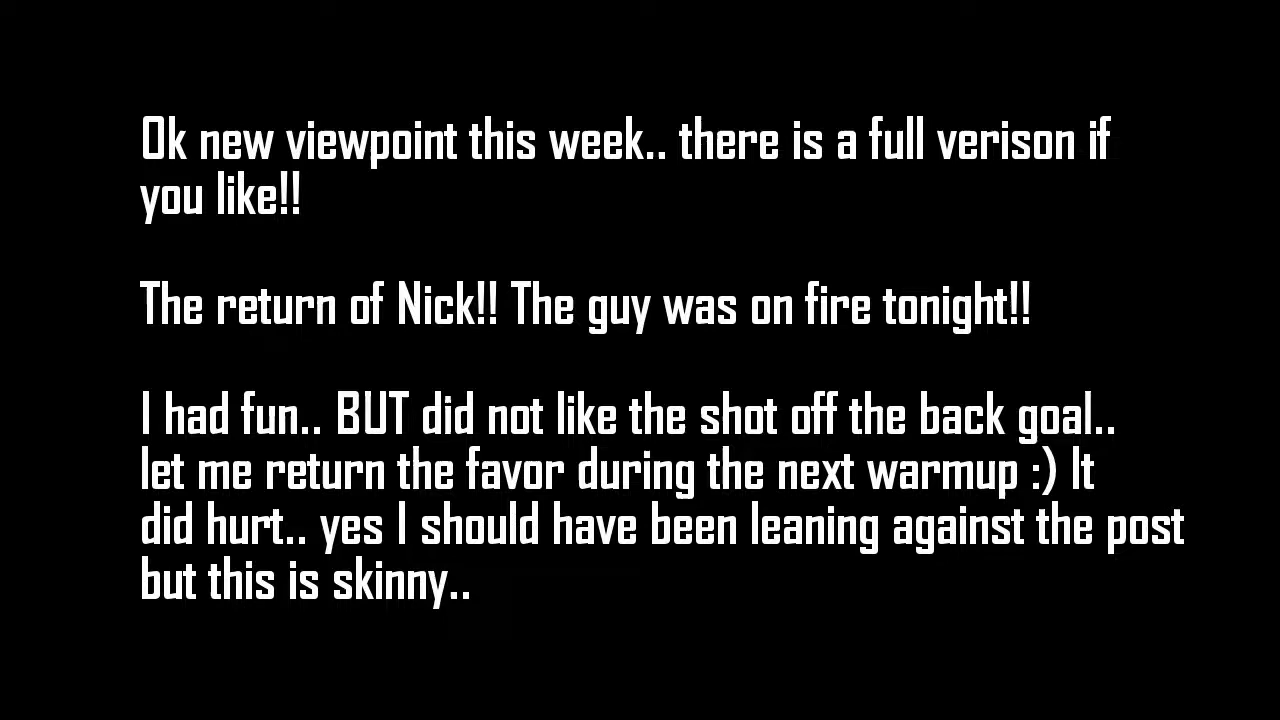 Ok new viewpoint this week.. there is a full verison if
you like!!
The return of Nick!! The guy was on fire tonight!!
I had fun.. BUT did not like the shot off the back goal..
let me return the favor during the next warmup :) It
did hurt.. yes I should have been leaning against the post
but this is skinny..